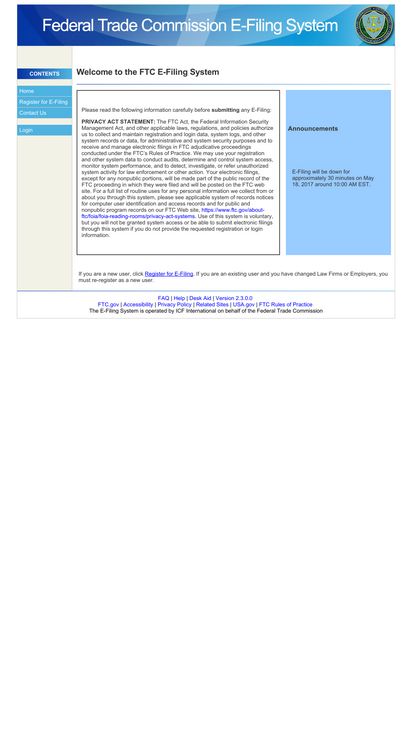 Federal Trade Commission E-Filing System
CONTENTS
Home
Register for E-Filing
Contact Us
Login
Welcome to the FTC E-Filing System
Please read the following information carefully before submitting any E-Filing:
PRIVACY ACT STATEMENT: The FTC Act, the Federal Information Security
Management Act, and other applicable laws, regulations, and policies authorize
us to collect and maintain registration and login data, system logs, and other
system records or data, for administrative and system security purposes and to
receive and manage electronic filings in FTC adjudicative proceedings
conducted under the FTC's Rules of Practice. We may use your registration
and other system data to conduct audits, determine and control system access,
monitor system performance, and to detect, investigate, or refer unauthorized
system activity for law enforcement or other action. Your electronic filings,
except for any nonpublic portions, will be made part of the public record of the
FTC proceeding in which they were filed and will be posted on the FTC web
site. For a full list of routine uses for any personal information we collect from or
about you through this system, please see applicable system of records notices
for computer user identification and access records and for public and
nonpublic program records on our FTC Web site, https://www.ftc.gov/about-
ftc/foia/foia-reading-rooms/privacy-act-systems. Use of this system is voluntary,
but you will not be granted system access or be able to submit electronic filings
through this system if you do not provide the requested registration or login
information.
Announcements
E-Filing will be down for
approximately 30 minutes on May
18, 2017 around 10:00 AM EST.
If you are a new user, click Register for E-Filing. If you are an existing user and you have changed Law Firms or Employers, you
must re-register as a new user.
FAQ | Help | Desk Aid | Version 2.3.0.0
FTC.gov | Accessibility | Privacy Policy | Related Sites | USA.gov | FTC Rules of Practice
The E-Filing System is operated by ICF International on behalf of the Federal Trade Commission